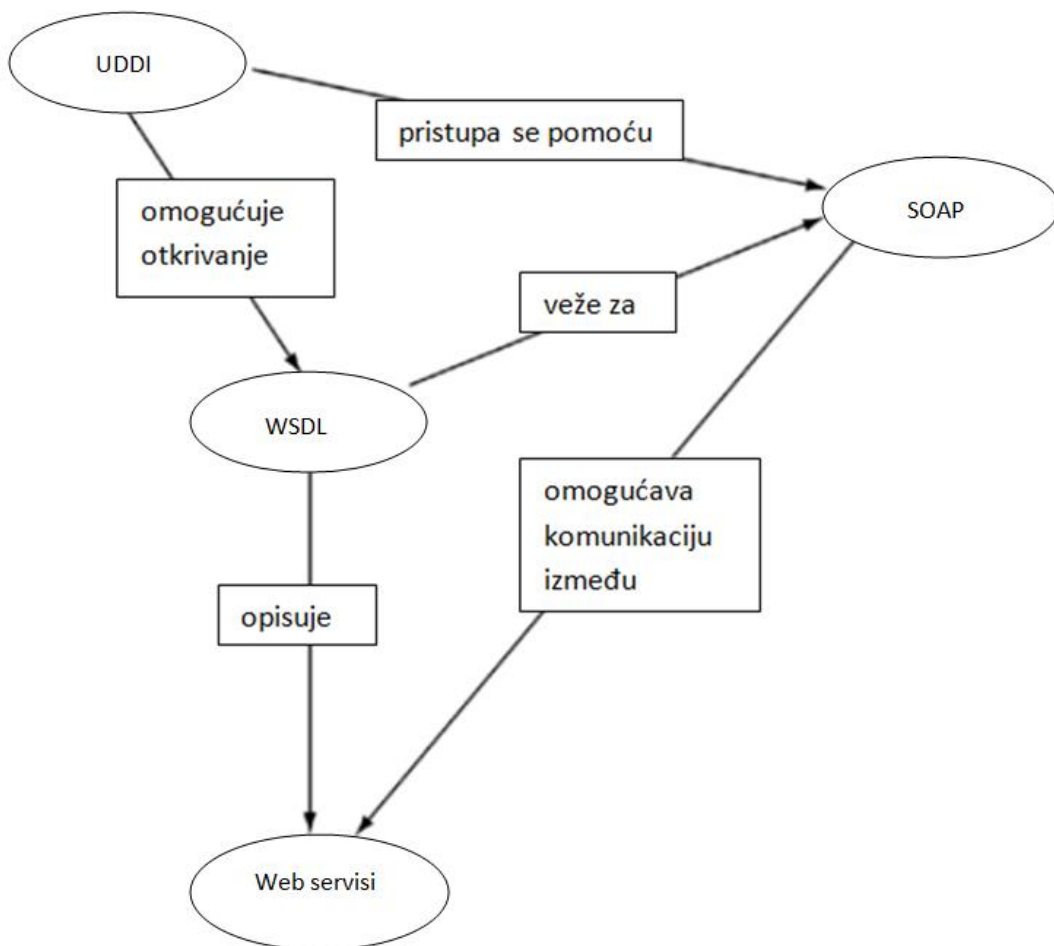 UDDI
pristupa se pomoću
SOAP
omogućuje
otkrivanje
veže za
WSDL
omogućava
komunikaciju
između
opisuje
Web servisi